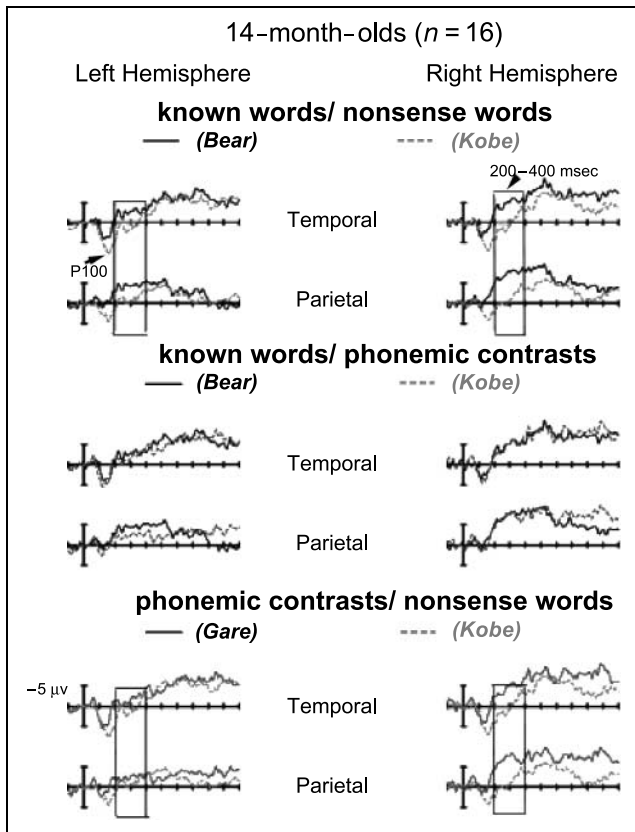 14-month-olds (n = 16)
Left Hemisphere Right Hemisphere
known words/ nonsense words
(Bear) (Kobe)
200-400 msec
Temporal
P100
Parietal
known words/ phonemic contrasts
(Bear) (Kobe)
Temporal
Parietal
phonemic contrasts/ nonsense words
(Gare) (Kobe)
-5 μv
Temporal
Parietal